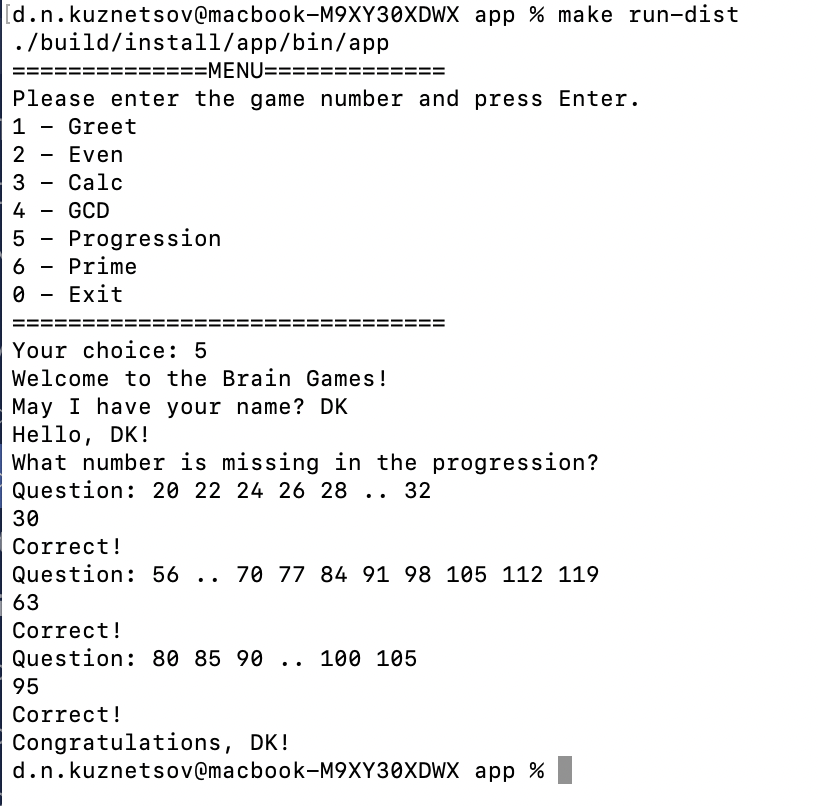 [d.n.kuznetsov@macbook-M9XY30XDWX app % make run-dist
./build/install/app/bin/app
==============MENU=============
Please enter the game number and press Enter.
1 - Greet
2 - Even
3 - Calc
4 - GCD
5 - Progression
6 - Prime
0 - Exit
===============================
Your choice: 5
Welcome to the Brain Games!
May I have your name? DK
Hello, DK!
What number is missing in the progression?
Question: 20 22 24 26 28 .. 32
30
Correct!
Question: 56 .. 70 77 84 91 98 105 112 119
63
Correct!
Question: 80 85 90 .. 100 105
95
Correct!
Congratulations, DK!
d.n.kuznetsov@macbook-M9XY30XDWX app %